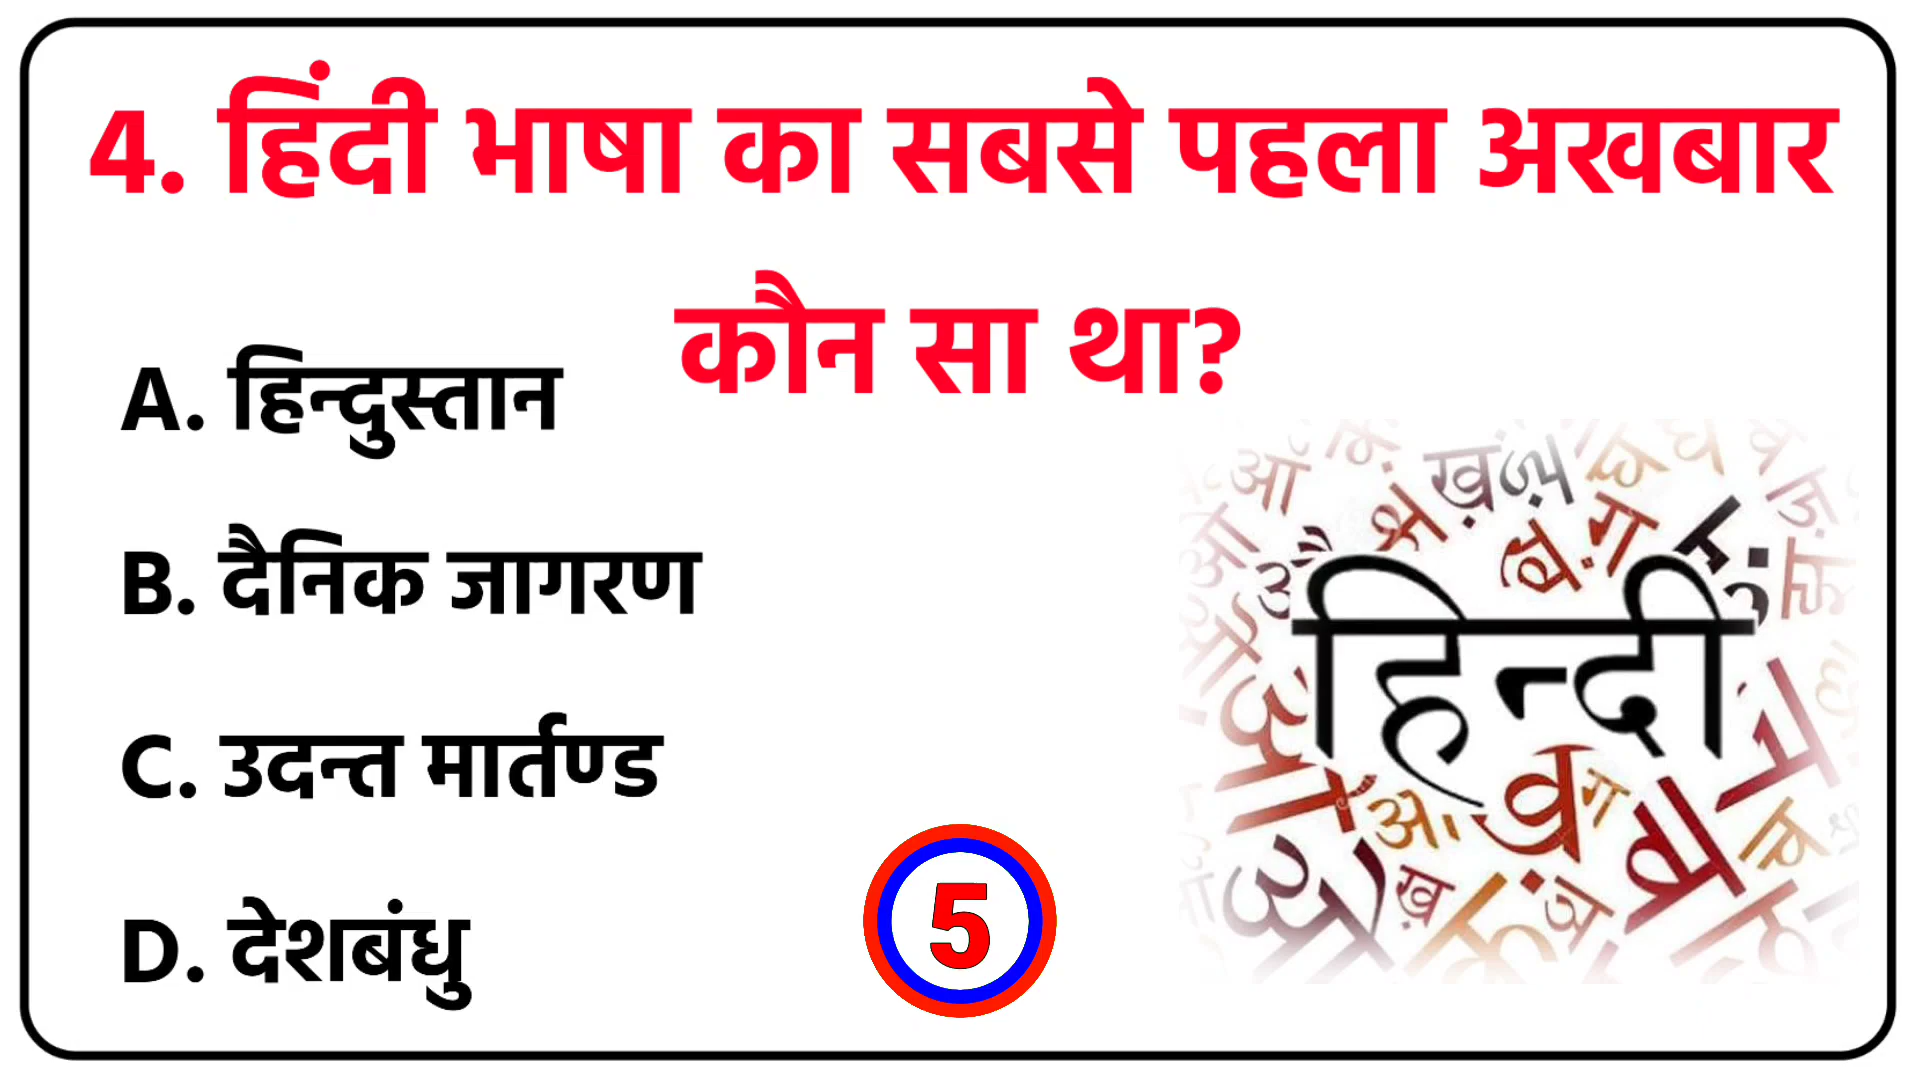 4. हिंदी भाषा का सबसे पहला अखबार
कौन सा था?
A. हिन्दुस्तान
B. दैनिक जागरण
C. उदन्त मार्तण्ड
D. देशबंधु
5
हिन्दी